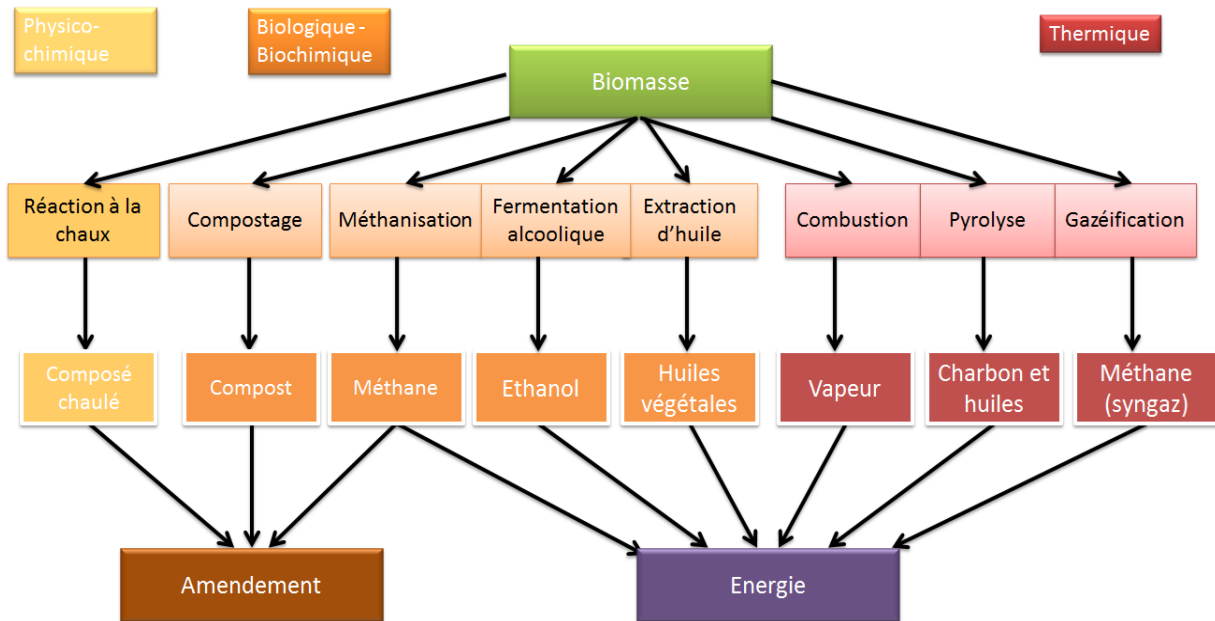 Physico-
chimique
Biologique -
Biochimique
Thermique
Biomasse
Réaction à la
chaux
Compostage
Méthanisation
Fermentation
alcoolique
Extraction
d'huile
Combustion
Pyrolyse
Gazéification
Composé
chaulé
Compost
Méthane
Ethanol
Huiles
végétales
Vapeur
Charbon et
huiles
Méthane
(syngaz)
Amendement
Energie